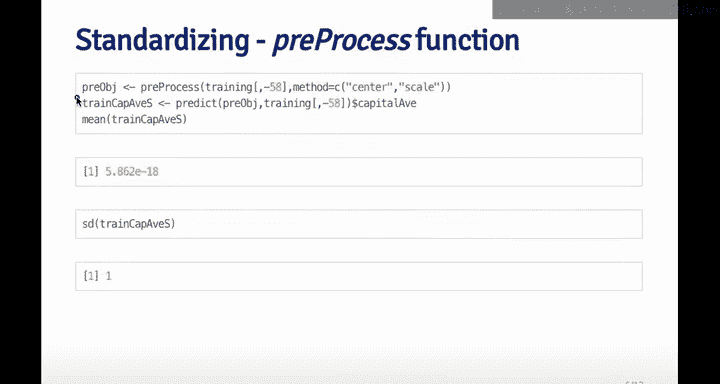 Standardizing - preProcess function
preObj <- preProcess(training[,-58],method=c("center","scale"))
trainCapAveS <- predict(preObj,training[,-58])$capitalAve
mean(trainCapAveS)
[1] 5.862e-18
sd(trainCapAveS)
[1] 1